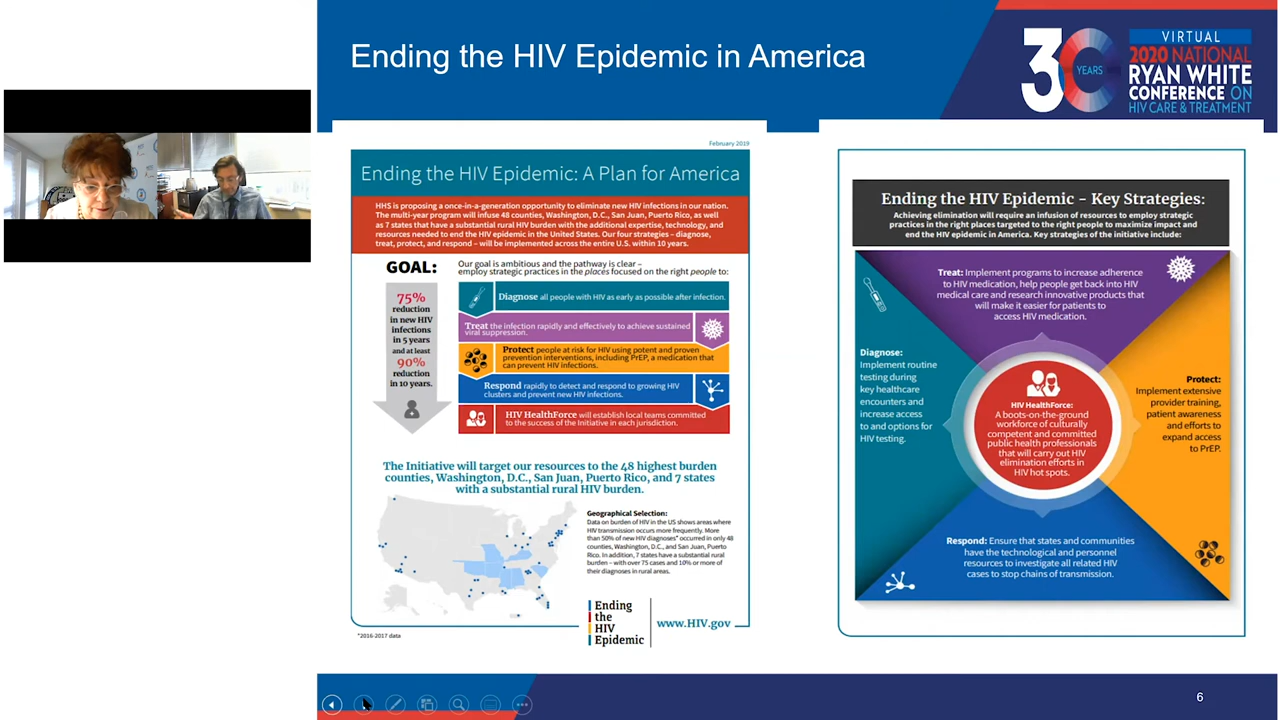 Ending the HIV Epidemic in America
30
YEARS
VIRTUAL
2020 NATIONAL
RYAN WHITE
CONFERENCE ON
HIV CARE & TREATMENT
February 2019
Ending the HIV Epidemic: A Plan for America
HHS is proposing a once-in-a-generation opportunity to eliminate new HIV infections in our nation.
The multi-year program will infuse 48 counties, Washington, D.C., San Juan, Puerto Rico, as well
as 7 states that have a substantial rural HIV burden with the additional expertise, technology, and
resources needed to end the HIV epidemic in the United States. Our four strategies – diagnose,
treat, protect, and respond – will be implemented across the entire U.S. within 10 years.
GOAL:
Our goal is ambitious and the pathway is clear –
employ strategic practices in the places focused on the right people to:
75%
reduction
in new HIV
infections
in 5 years
and at least
90%
reduction
in 10 years.
Diagnose all people with HIV as early as possible after infection.
Treat the infection rapidly and effectively to achieve sustained
viral suppression.
Protect people at risk for HIV using potent and proven
prevention interventions, including PrEP, a medication that
can prevent HIV infections.
Respond rapidly to detect and respond to growing HIV
clusters and prevent new HIV infections.
HIV HealthForce will establish local teams committed
to the success of the Initiative in each jurisdiction.
The Initiative will target our resources to the 48 highest burden
counties, Washington, D.C., San Juan, Puerto Rico, and 7 states
with a substantial rural HIV burden.
Geographical Selection:
Data on burden of HIV in the US shows areas where
HIV transmission occurs more frequently. More
than 50% of new HIV diagnoses* occurred in only 48
counties, Washington, D.C., and San Juan, Puerto
Rico. In addition, 7 states have a substantial rural
burden – with over 75 cases and 10% or more of
their diagnoses in rural areas.
Ending
the
HIV
Epidemic
www.HIV.gov
*2016-2017 data
Ending the HIV Epidemic - Key Strategies:
Achieving elimination will require an infusion of resources to employ strategic
practices in the right places targeted to the right people to maximize impact and
end the HIV epidemic in America. Key strategies of the initiative include:
Treat: Implement programs to increase adherence
to HIV medication, help people get back into HIV
medical care and research innovative products that
will make it easier for patients to
access HIV medication.
Diagnose:
Implement routine
testing during
key healthcare
encounters and
increase access
to and options for
HIV testing.
HIV HealthForce:
A boots-on-the-ground
workforce of culturally
competent and committed
public health professionals
that will carry out HIV
elimination efforts in
HIV hot spots.
Protect:
Implement extensive
provider training,
patient awareness
and efforts to
expand access
to PrEP.
Respond: Ensure that states and communities
have the technological and personnel
resources to investigate all related HIV
cases to stop chains of transmission.
6